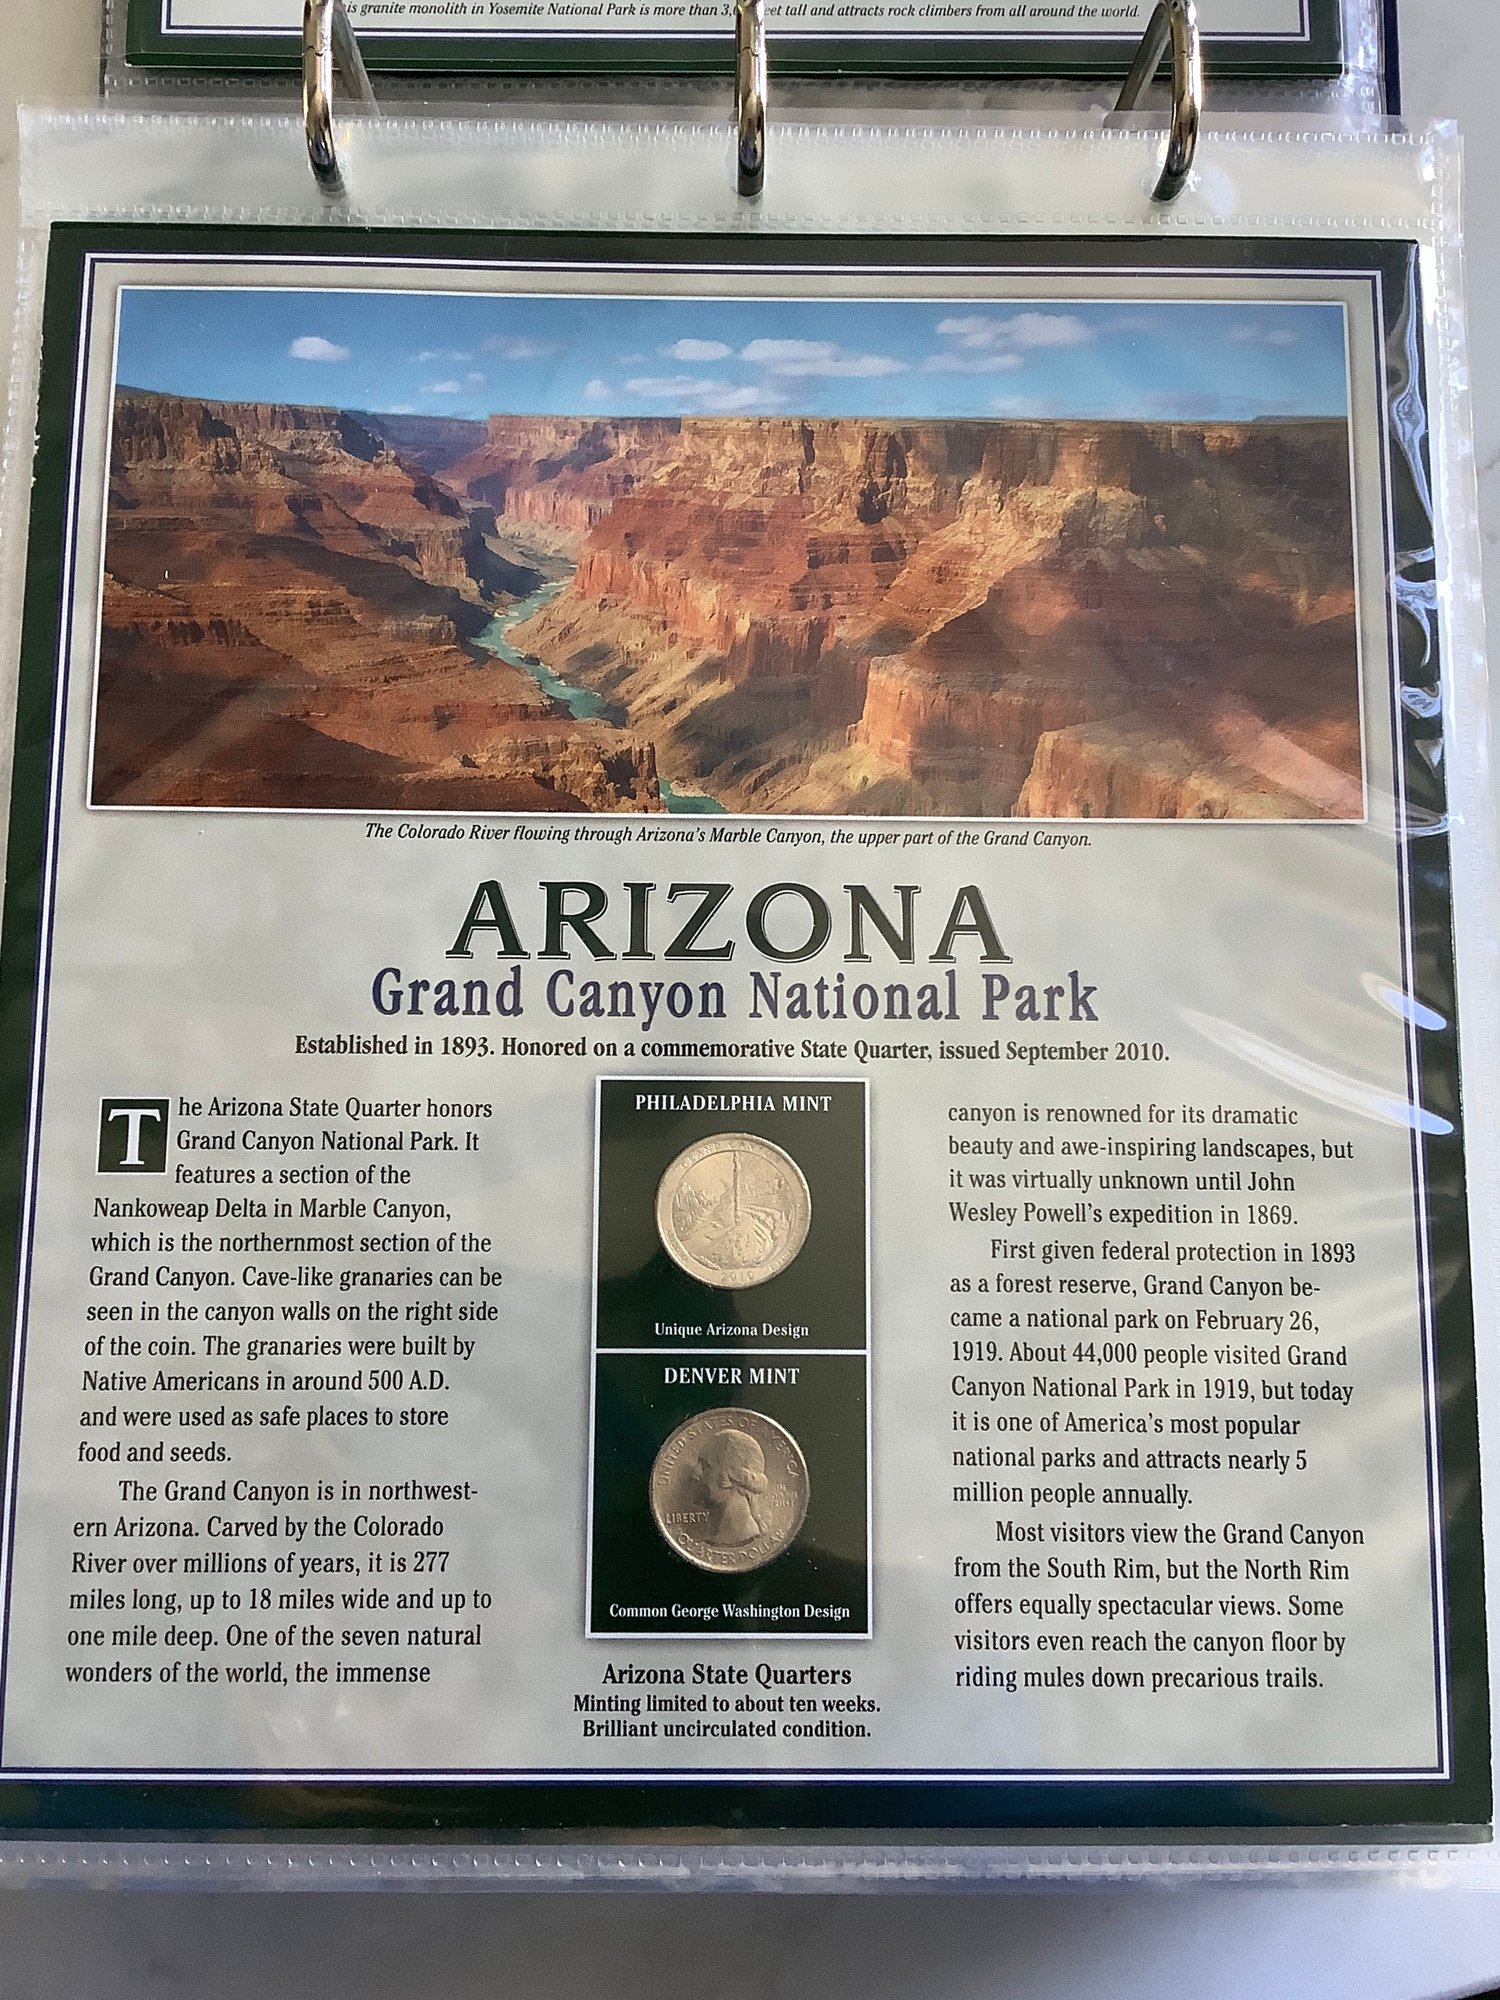 is granite monolith in Yosemite National Park is more than 3, eet tall and attracts rock climbers from all around the world.
The Colorado River flowing through Arizona's Marble Canyon, the upper part of the Grand Canyon.
ARIZONA
Grand Canyon National Park
Established in 1893. Honored on a commemorative State Quarter, issued September 2010.
The Arizona State Quarter honors
Grand Canyon National Park. It
features a section of the
Nankoweap Delta in Marble Canyon,
which is the northernmost section of the
Grand Canyon. Cave-like granaries can be
seen in the canyon walls on the right side
of the coin. The granaries were built by
Native Americans in around 500 A.D.
and were used as safe places to store
food and seeds.
The Grand Canyon is in northwest-
ern Arizona. Carved by the Colorado
River over millions of years, it is 277
miles long, up to 18 miles wide and up to
one mile deep. One of the seven natural
wonders of the world, the immense
PHILADELPHIA MINT
GRAND CANYON
2010
Unique Arizona Design
DENVER MINT
UNITED STATES OF AMERICA
LIBERTY
IN GOD WE TRUST
QUARTER DOLLAR
Common George Washington Design
Arizona State Quarters
Minting limited to about ten weeks.
Brilliant uncirculated condition.
canyon is renowned for its dramatic
beauty and awe-inspiring landscapes, but
it was virtually unknown until John
Wesley Powell's expedition in 1869.
First given federal protection in 1893
as a forest reserve, Grand Canyon be-
came a national park on February 26,
1919. About 44,000 people visited Grand
Canyon National Park in 1919, but today
it is one of America's most popular
national parks and attracts nearly 5
million people annually.
Most visitors view the Grand Canyon
from the South Rim, but the North Rim
offers equally spectacular views. Some
visitors even reach the canyon floor by
riding mules down precarious trails.